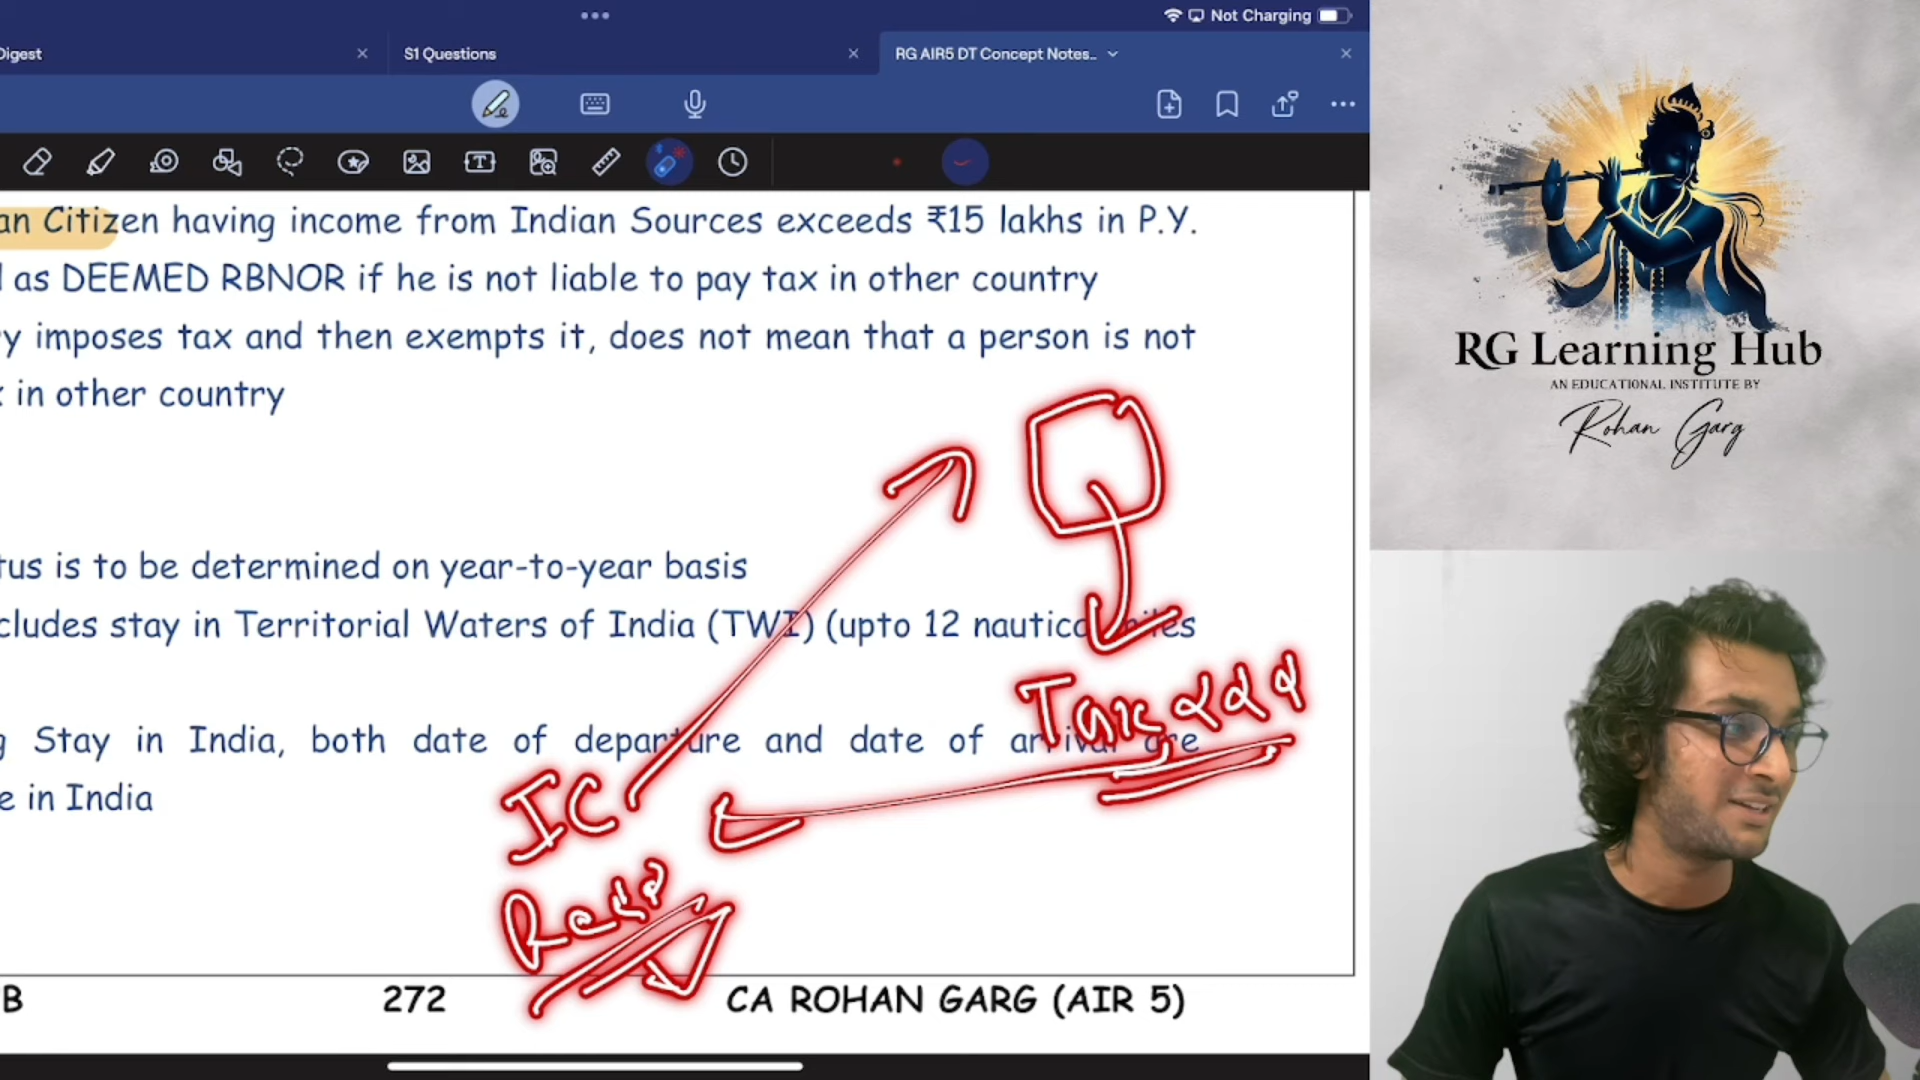 Not Charging
Digest
S1 Questions
RG AIR5 DT Concept Notes..
an Citizen having income from Indian Sources exceeds ₹15 lakhs in P.Y.
as DEEMED RBNOR if he is not liable to pay tax in other country
y imposes tax and then exempts it, does not mean that a person is not
in other country
tus is to be determined on year-to-year basis
cludes stay in Territorial Waters of India (TWI) (upto 12 nautical miles
g Stay in India, both date of departure and date of arrival are
e in India
Tax
IC
B
272
CA ROHAN GARG (AIR 5)
RG Learning Hub
AN EDUCATIONAL INSTITUTE BY
Rohan Garg